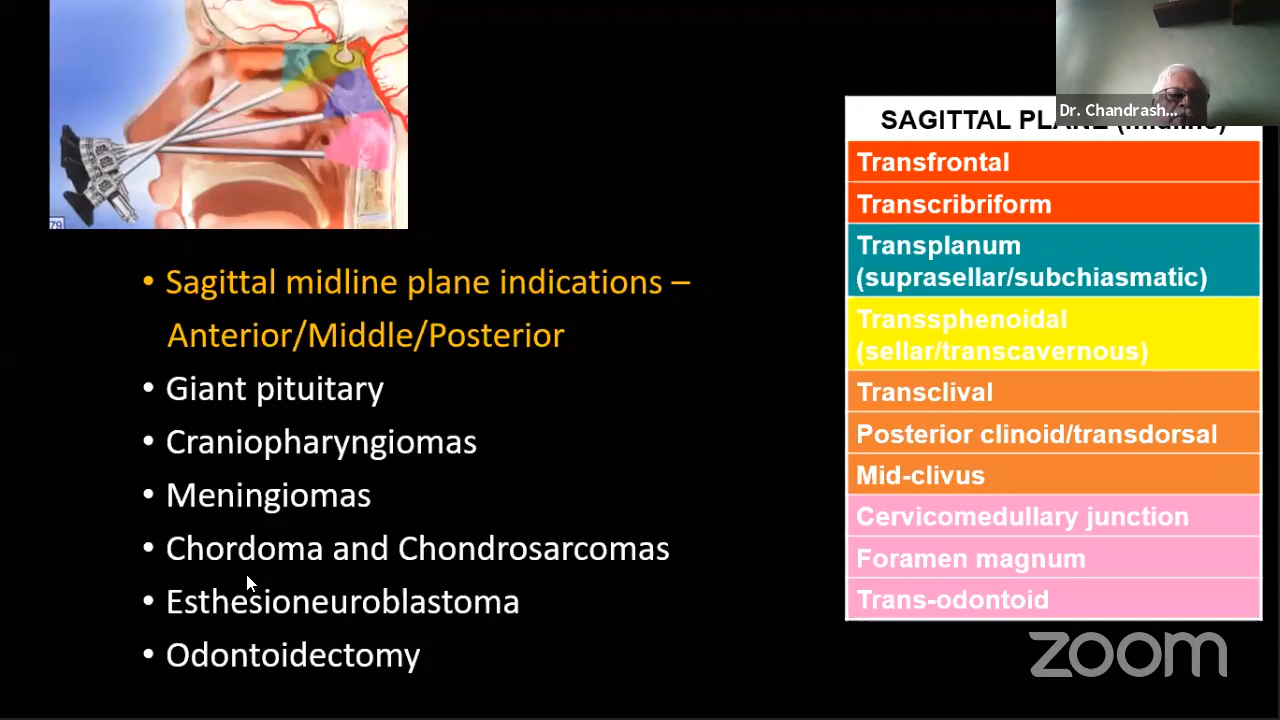 79
Dr. Chandrash...
SAGITTAL PLANE (midline)
Transfrontal
Transcribriform
Transplanum
(suprasellar/subchiasmatic)
Transsphenoidal
(sellar/transcavernous)
Transclival
Posterior clinoid/transdorsal
Mid-clivus
Cervicomedullary junction
Foramen magnum
Trans-odontoid
• Sagittal midline plane indications –
Anterior/Middle/Posterior
• Giant pituitary
• Craniopharyngiomas
• Meningiomas
• Chordoma and Chondrosarcomas
• Esthesioneuroblastoma
• Odontoidectomy
zoom